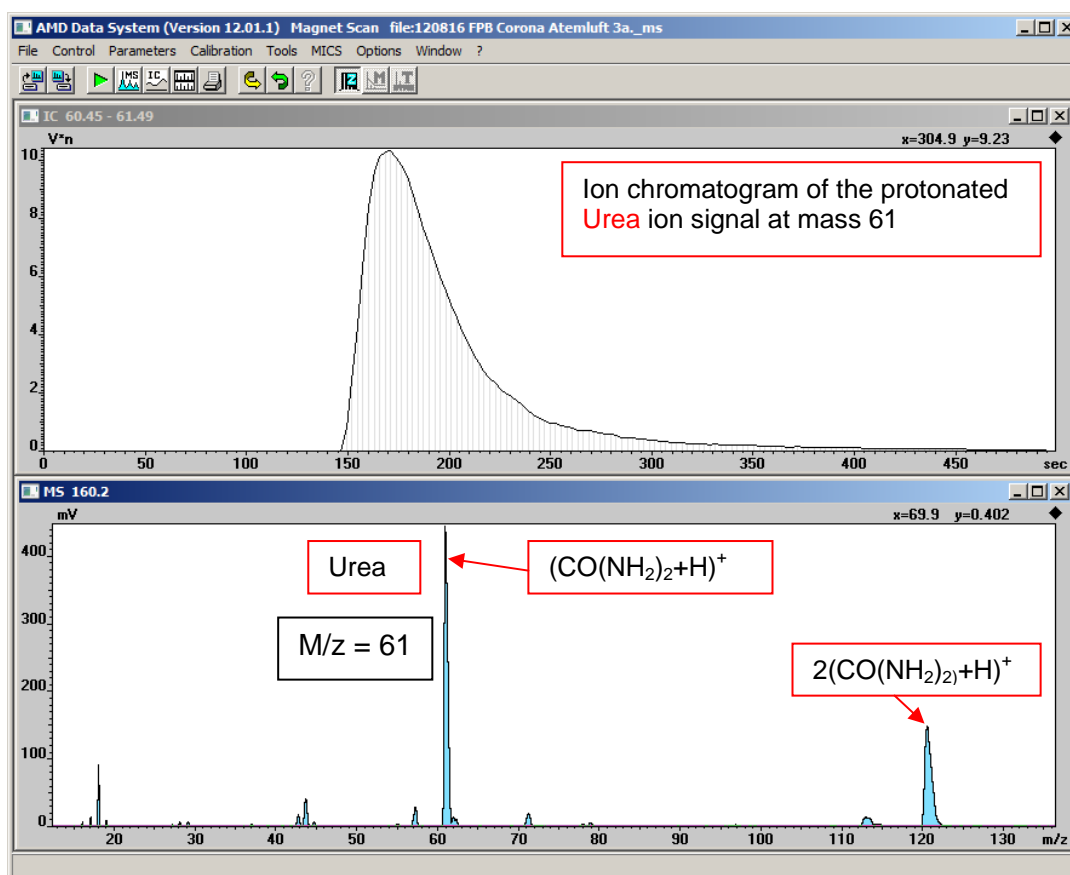 AMD Data System (Version 12.01.1) Magnet Scan file:120816 FPB Corona Atemluft 3a._ms
File Control Parameters Calibration Tools MICS Options Window ?
MS IC
M T
IC 60.45 - 61.49
V*n x=304.9 y=9.23
10
8
6
4
2
0
Ion chromatogram of the protonated
Urea ion signal at mass 61
0 50 100 150 200 250 300 350 400 450 sec
MS 160.2
mV x=69.9 y=0.402
400
300
200
100
0
Urea
(CO(NH₂)₂+H)⁺
M/z = 61
2(CO(NH₂)₂₎+H)⁺
20 30 40 50 60 70 80 90 100 110 120 130 m/z